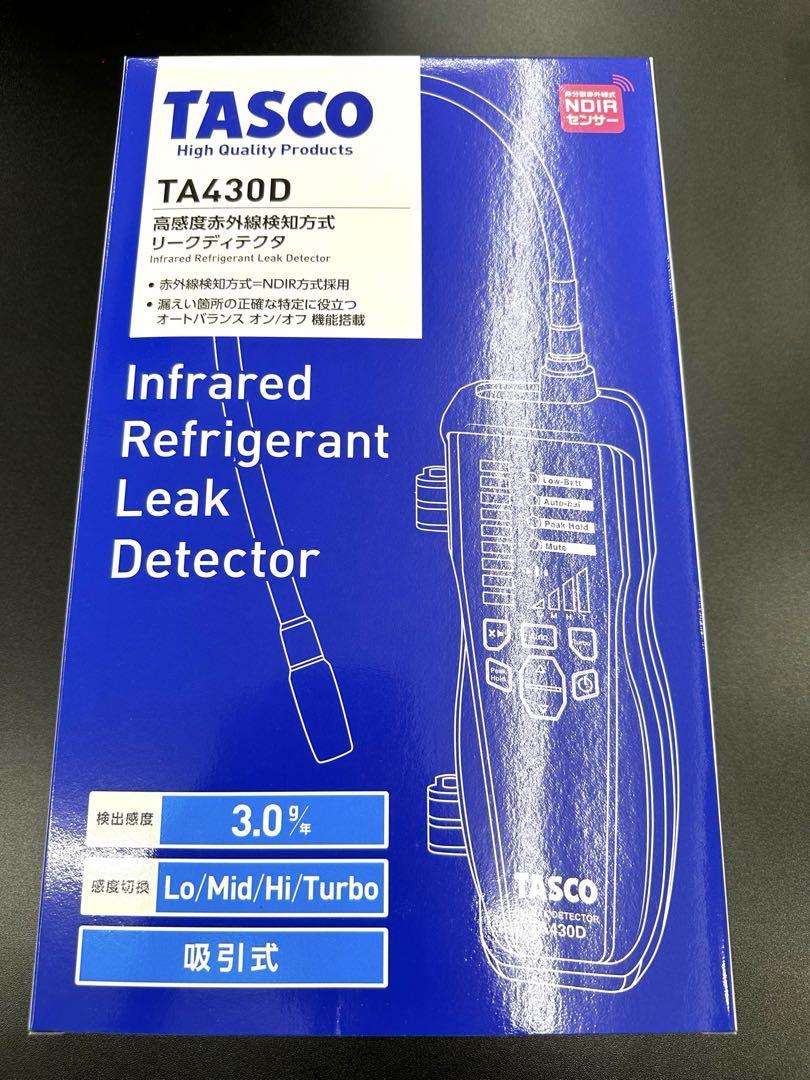 TASCO
High Quality Products
TA430D
高感度赤外線検知方式
リークディテクタ
Infrared Refrigerant Leak Detector
• 赤外線検知方式=NDIR方式採用
• 漏えい箇所の正確な特定に役立つ
オートバランス オン/オフ 機能搭載
非分散赤外線式
NDIR
センサー
Infrared
Refrigerant
Leak
Detector
Low-Batt
Auto-bal
Peak Hold
Mute
M H T
Auto
Turbo
Peak
Hold
検出感度 3.0g/年
感度切換 Lo/Mid/Hi/Turbo
吸引式
TASCO
DETECTOR
430D